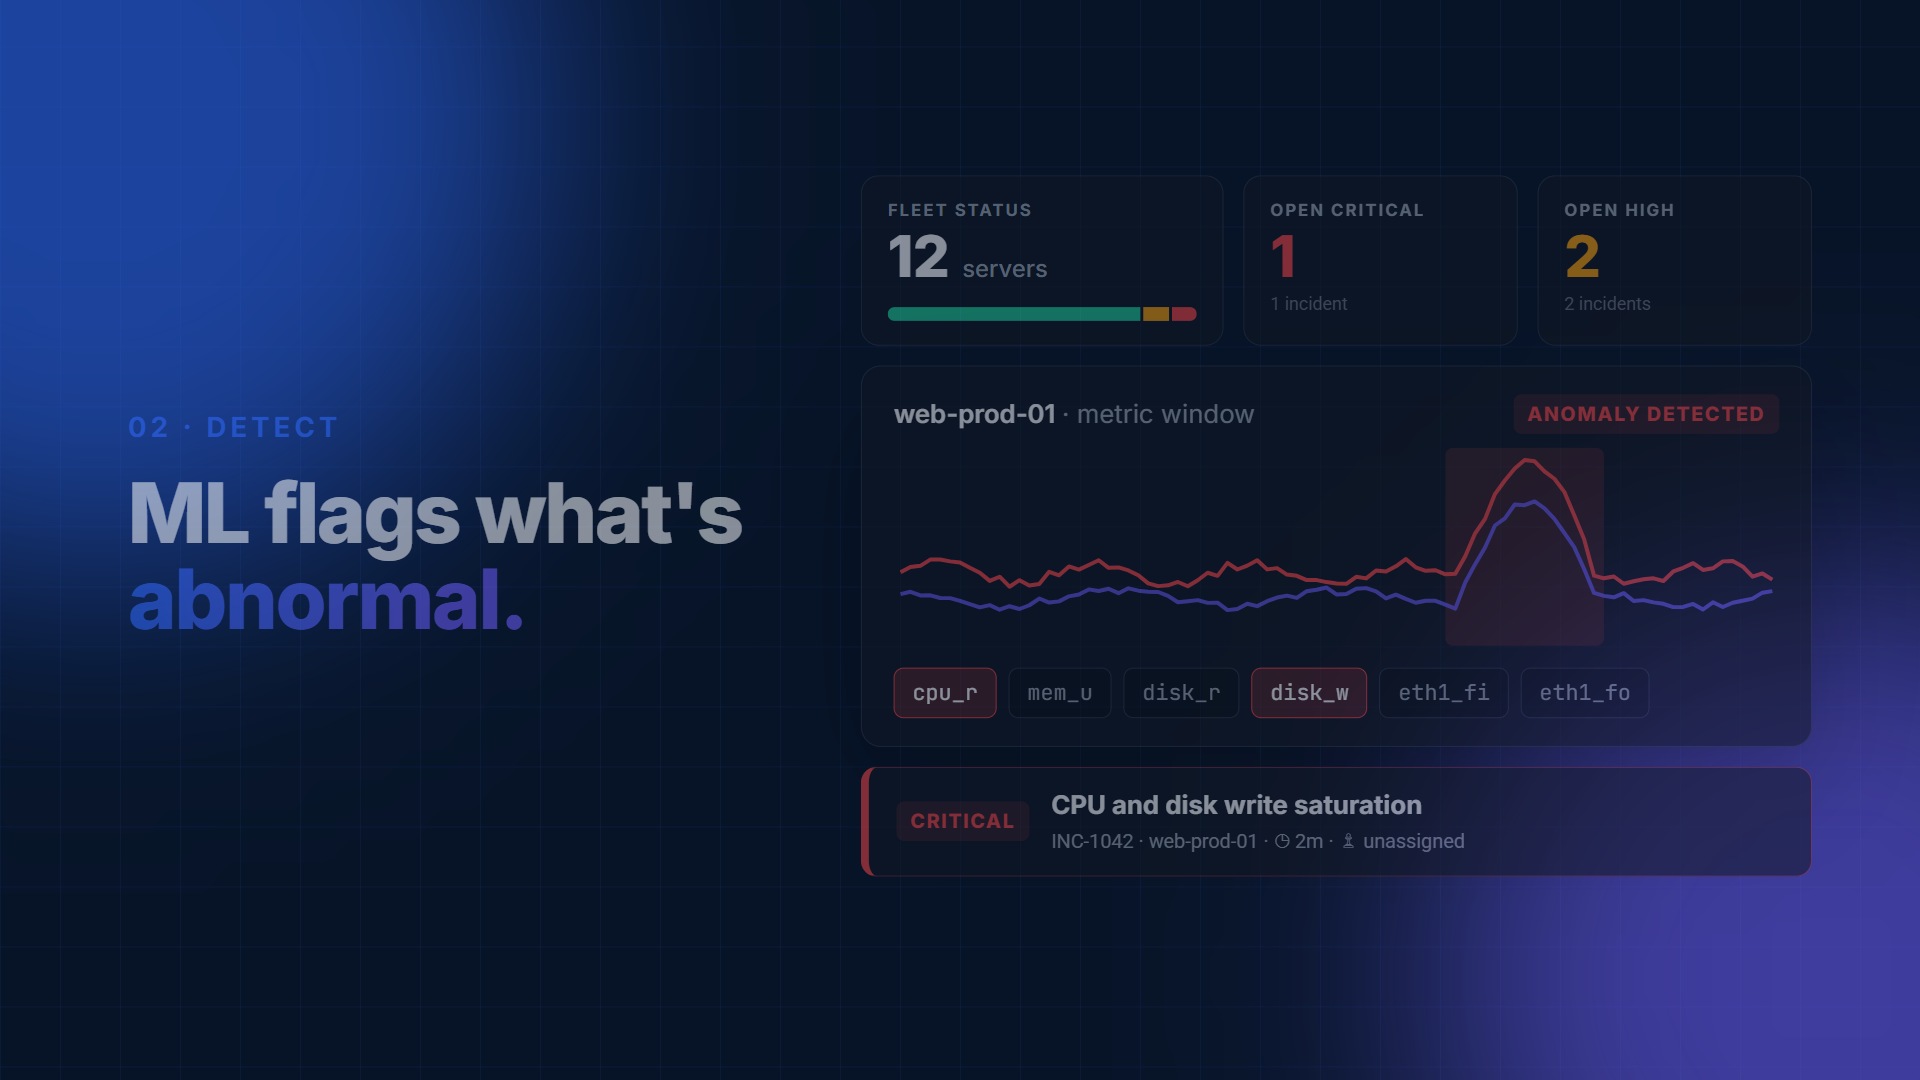 02 · DETECT
ML flags what's
abnormal.
FLEET STATUS
12 servers
OPEN CRITICAL
1
1 incident
OPEN HIGH
2
2 incidents
web-prod-01 · metric window
ANOMALY DETECTED
cpu_r mem_u disk_r disk_w eth1_fi eth1_fo
CRITICAL
CPU and disk write saturation
INC-1042 · web-prod-01 · 2m · unassigned